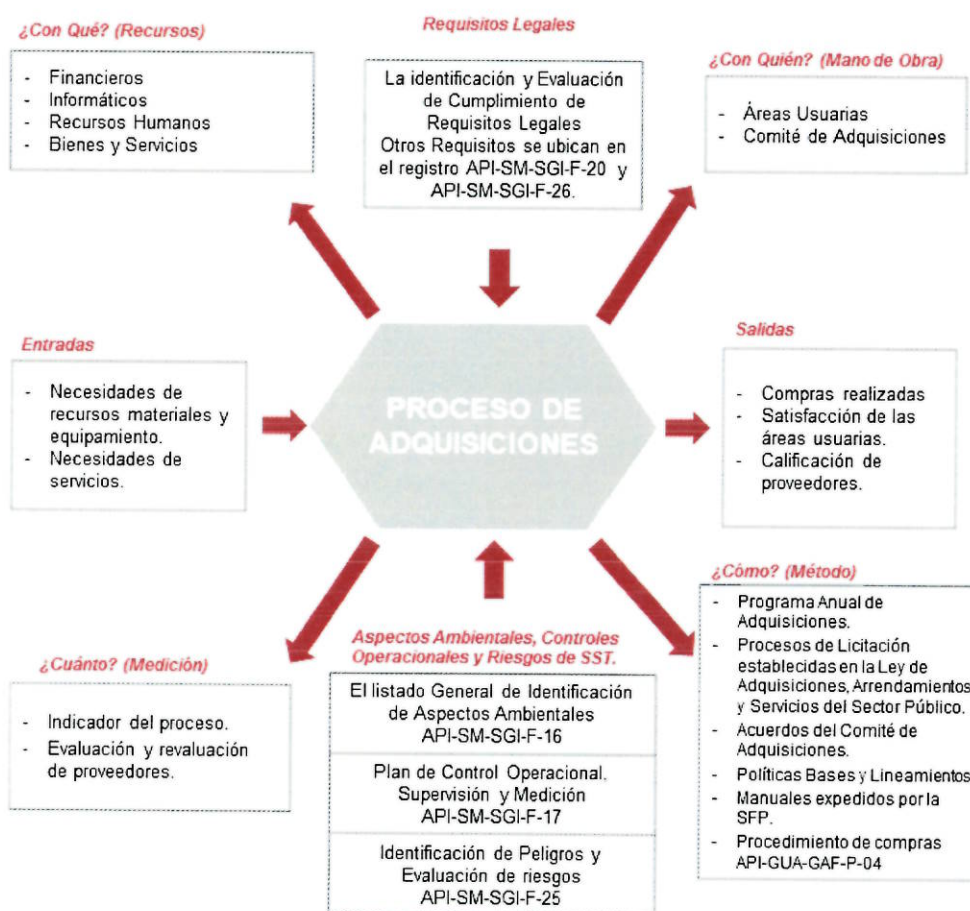 ¿Con Qué? (Recursos)
- Financieros
- Informáticos
- Recursos Humanos
- Bienes y Servicios
Requisitos Legales
La identificación y Evaluación
de Cumplimiento de
Requisitos Legales
Otros Requisitos se ubican en
el registro API-SM-SGI-F-20 y
API-SM-SGI-F-26.
¿Con Quién? (Mano de Obra)
- Áreas Usuarias
- Comité de Adquisiciones
Entradas
- Necesidades de
recursos materiales y
equipamiento.
- Necesidades de
servicios.
PROCESO DE
ADQUISICIONES
Salidas
- Compras realizadas
- Satisfacción de las
áreas usuarias.
- Calificación de
proveedores.
¿Cuánto? (Medición)
- Indicador del proceso.
- Evaluación y revaluación
de proveedores.
Aspectos Ambientales, Controles
Operacionales y Riesgos de SST.
El listado General de Identificación
de Aspectos Ambientales
API-SM-SGI-F-16
Plan de Control Operacional,
Supervisión y Medición
API-SM-SGI-F-17
Identificación de Peligros y
Evaluación de riesgos
API-SM-SGI-F-25
¿Cómo? (Método)
- Programa Anual de
Adquisiciones.
- Procesos de Licitación
establecidas en la Ley de
Adquisiciones, Arrendamientos
y Servicios del Sector Público.
- Acuerdos del Comité de
Adquisiciones.
- Políticas Bases y Lineamientos
- Manuales expedidos por la
SFP.
- Procedimiento de compras
API-GUA-GAF-P-04